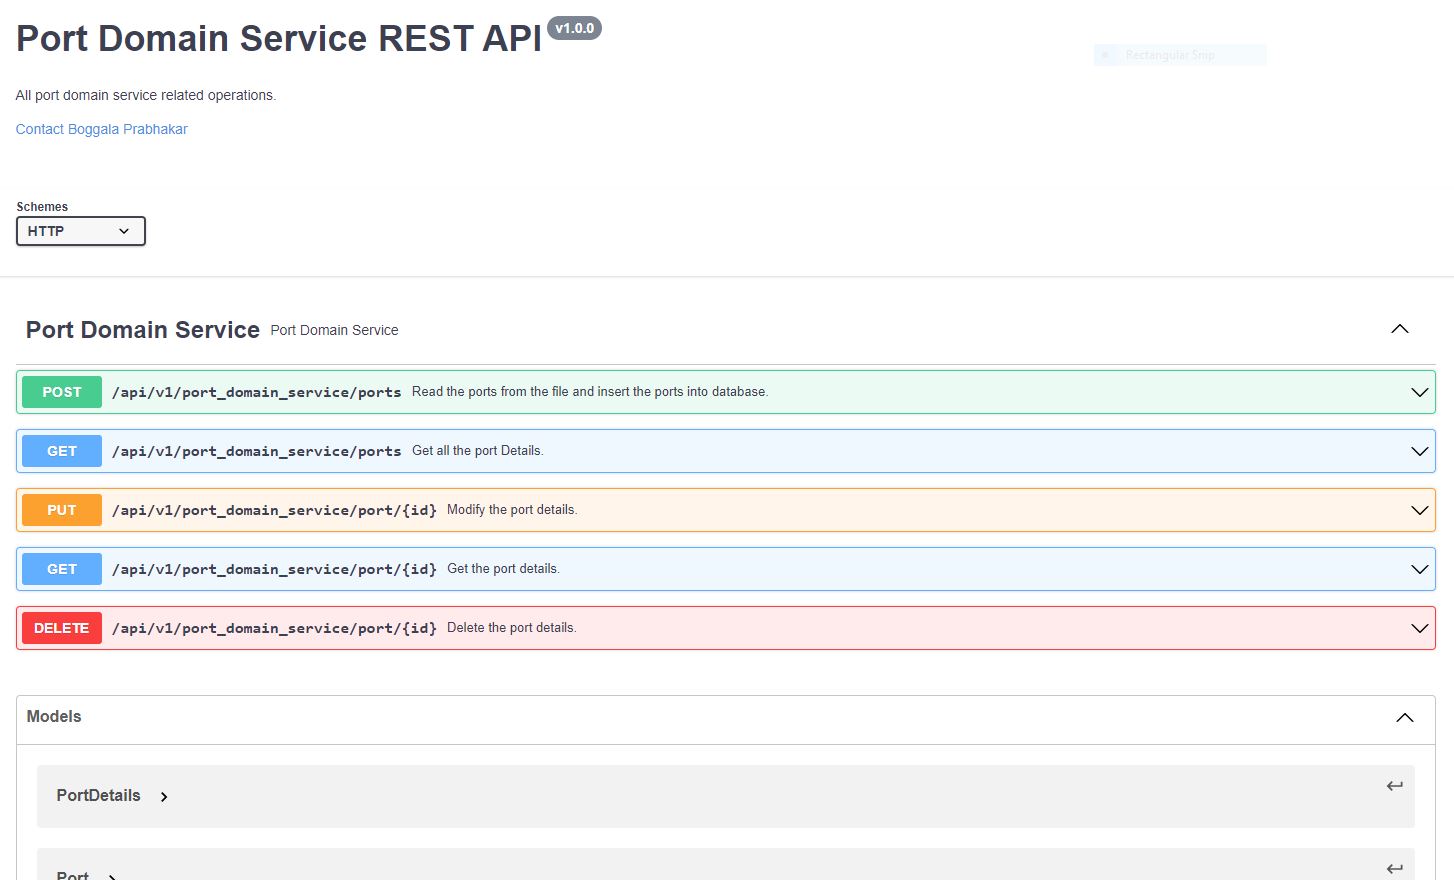 Port Domain Service REST API v1.0.0
Rectangular Snip
All port domain service related operations.
Contact Boggala Prabhakar
Schemes
HTTP
Port Domain Service Port Domain Service
POST /api/v1/port_domain_service/ports Read the ports from the file and insert the ports into database.
GET /api/v1/port_domain_service/ports Get all the port Details.
PUT /api/v1/port_domain_service/port/{id} Modify the port details.
GET /api/v1/port_domain_service/port/{id} Get the port details.
DELETE /api/v1/port_domain_service/port/{id} Delete the port details.
Models
PortDetails
Port